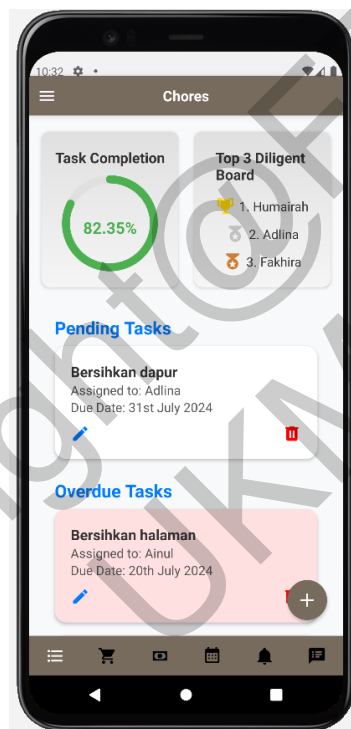 10:32
Chores
Task Completion
82.35%
Top 3 Diligent
Board
1. Humairah
2. Adlina
3. Fakhira
Pending Tasks
Bersihkan dapur
Assigned to: Adlina
Due Date: 31st July 2024
Overdue Tasks
Bersihkan halaman
Assigned to: Ainul
Due Date: 20th July 2024
UKM